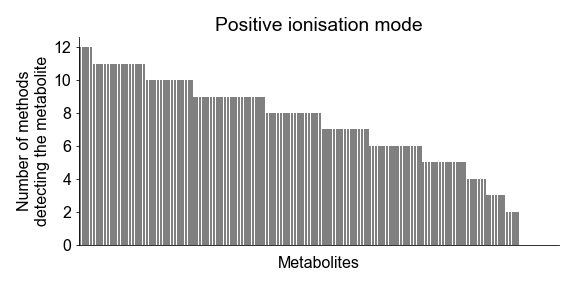 Positive ionisation mode
Number of methods
detecting the metabolite
12
10
8
6
4
2
0
Metabolites